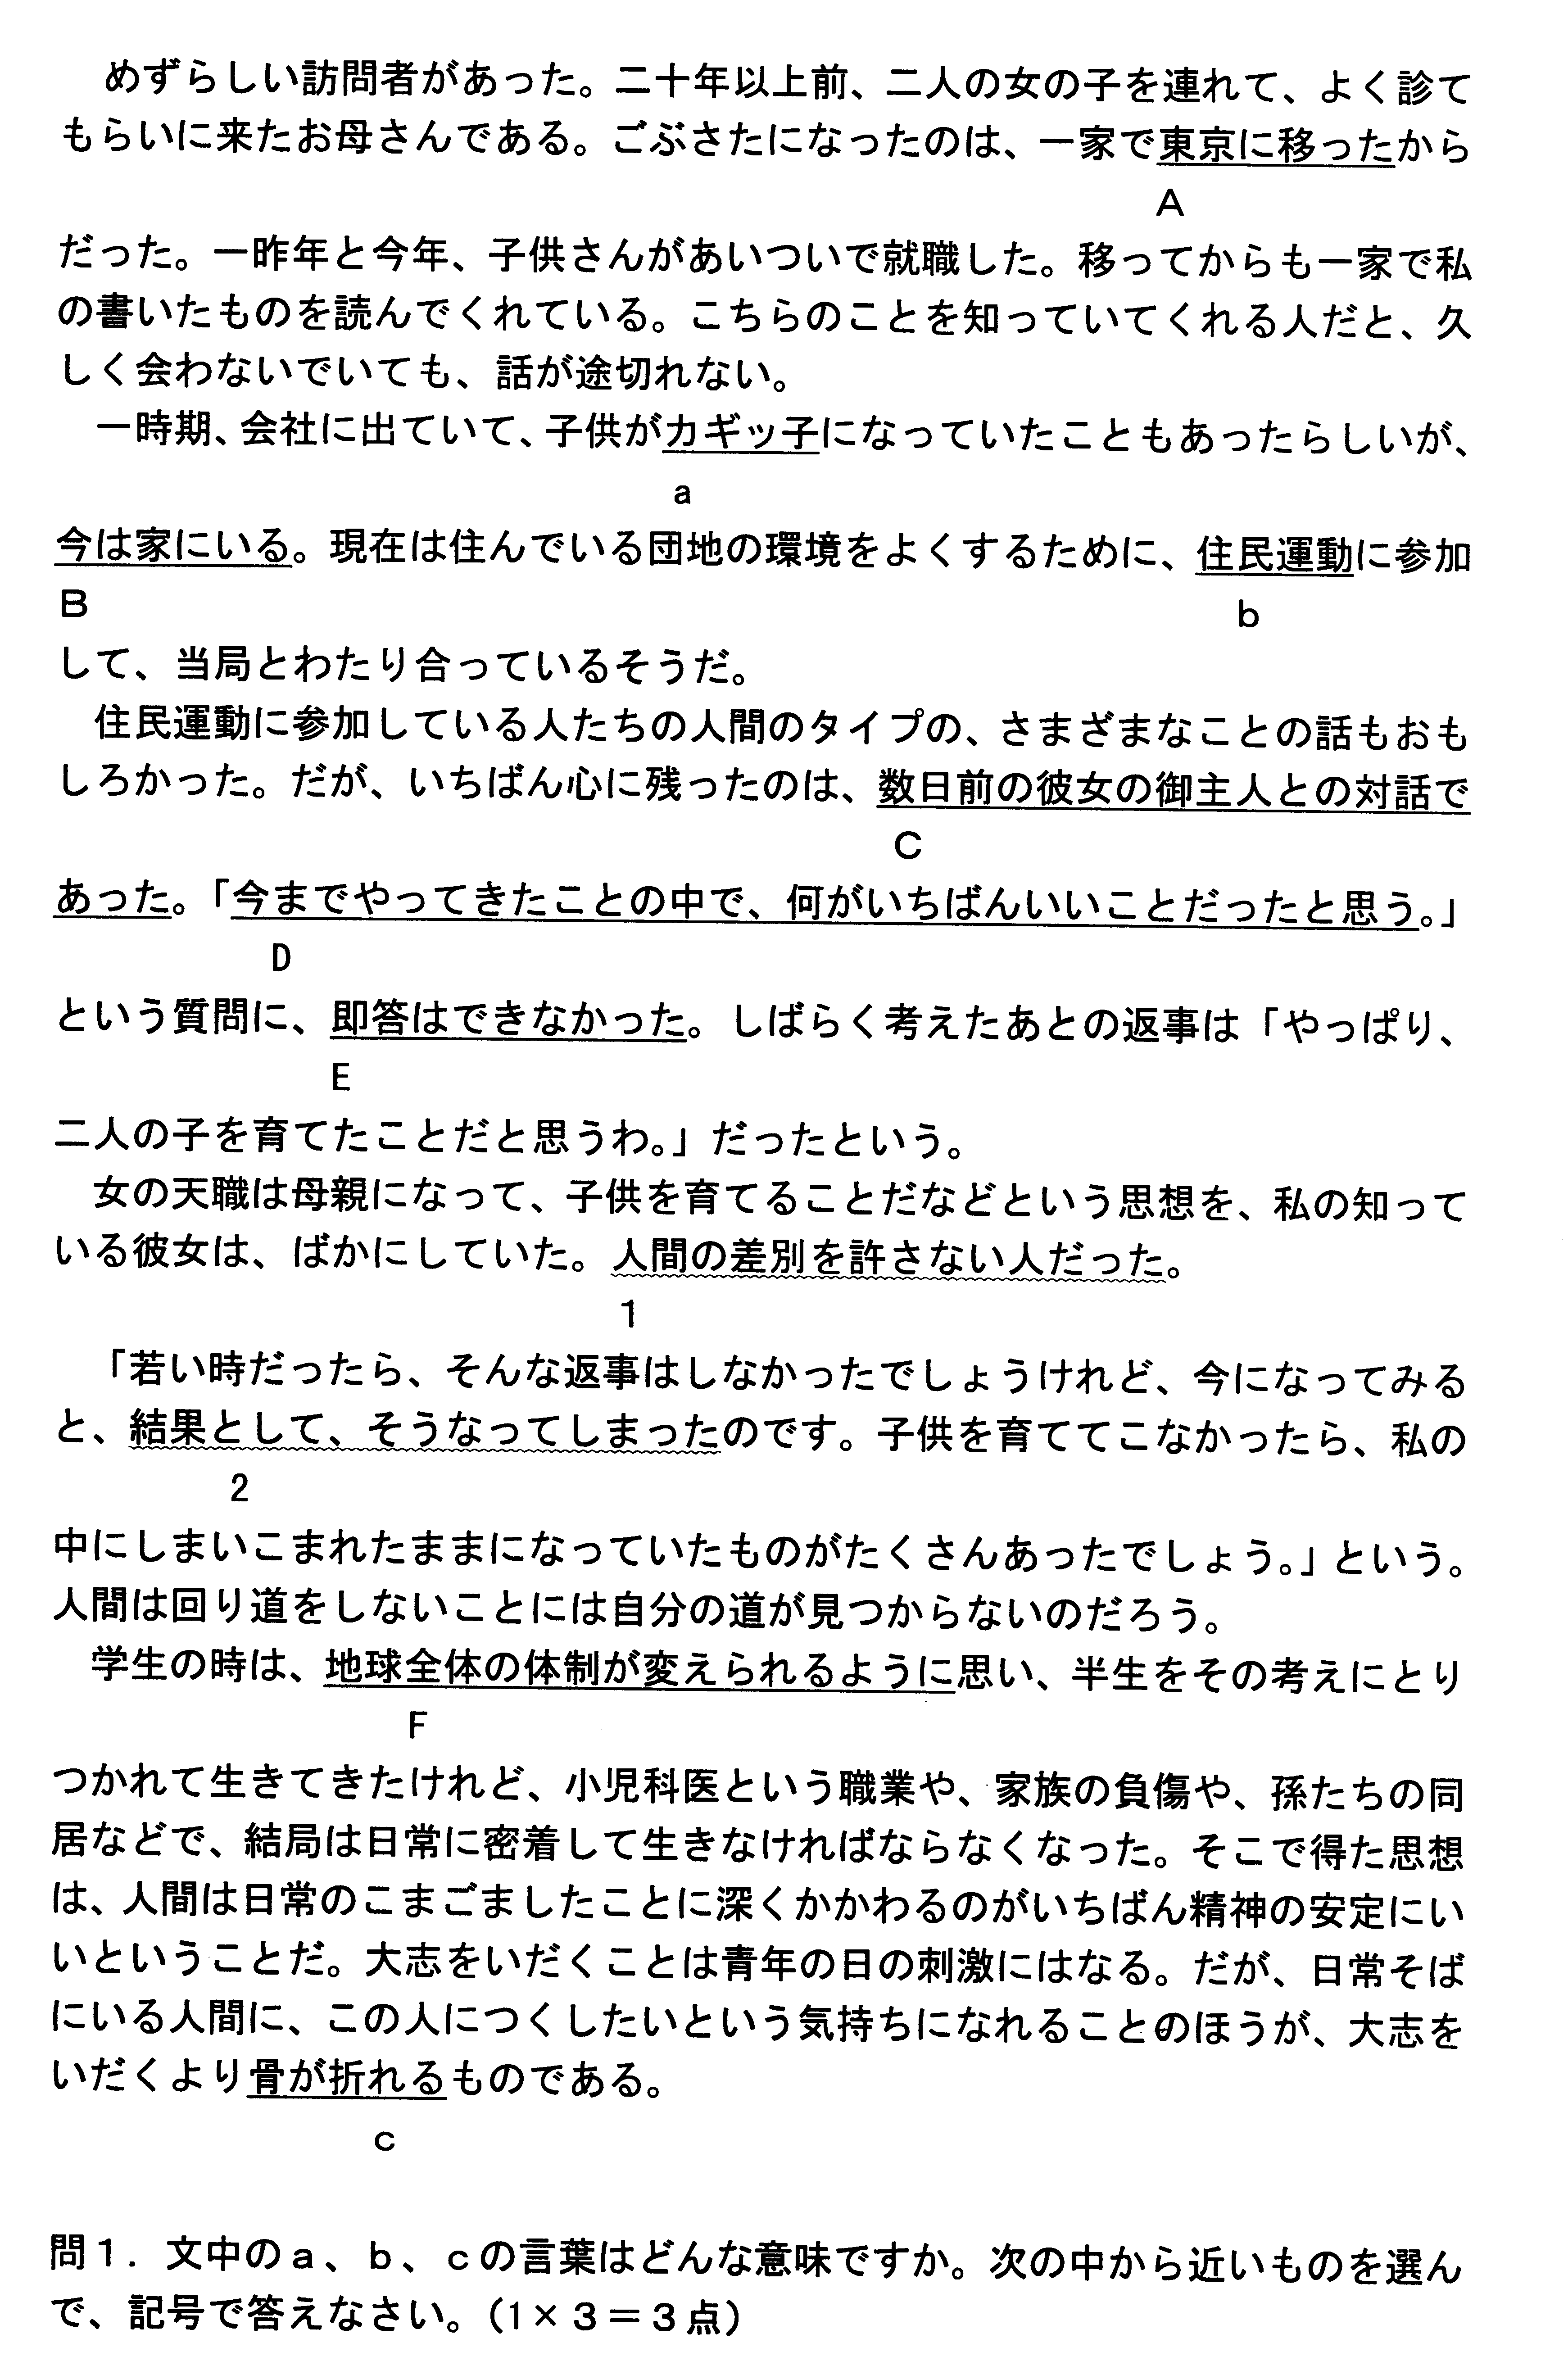 めずらしい訪問者があった。二十年以上前、二人の女の子を連れて、よく診て
もらいに来たお母さんである。ごぶさたになったのは、一家で東京に移ったから
A
だった。一昨年と今年、子供さんがあいついで就職した。移ってからも一家で私
の書いたものを読んでくれている。こちらのことを知っていてくれる人だと、久
しく会わないでいても、話が途切れない。
一時期、会社に出ていて、子供がカギッ子になっていたこともあったらしいが、
a
今は家にいる。現在は住んでいる団地の環境をよくするために、住民運動に参加
B b
して、当局とわたり合っているそうだ。
住民運動に参加している人たちの人間のタイプの、さまざまなことの話もおも
しろかった。だが、いちばん心に残ったのは、数日前の彼女の御主人との対話で
C
あった。「今までやってきたことの中で、何がいちばんいいことだったと思う。」
D
という質問に、即答はできなかった。しばらく考えたあとの返事は「やっぱり、
E
二人の子を育てたことだと思うわ。」だったという。
女の天職は母親になって、子供を育てることだなどという思想を、私の知って
いる彼女は、ばかにしていた。人間の差別を許さない人だった。
1
「若い時だったら、そんな返事はしなかったでしょうけれど、今になってみる
と、結果として、そうなってしまったのです。子供を育ててこなかったら、私の
2
中にしまいこまれたままになっていたものがたくさんあったでしょう。」という。
人間は回り道をしないことには自分の道が見つからないのだろう。
学生の時は、地球全体の体制が変えられるように思い、半生をその考えにとり
F
つかれて生きてきたけれど、小児科医という職業や、家族の負傷や、孫たちの同
居などで、結局は日常に密着して生きなければならなくなった。そこで得た思想
は、人間は日常のこまごましたことに深くかかわるのがいちばん精神の安定にい
いということだ。大志をいだくことは青年の日の刺激にはなる。だが、日常そば
にいる人間に、この人につくしたいという気持ちになれることのほうが、大志を
いだくより骨が折れるものである。
c
問１．文中のａ、ｂ、ｃの言葉はどんな意味ですか。次の中から近いものを選ん
で、記号で答えなさい。（１×３＝３点）